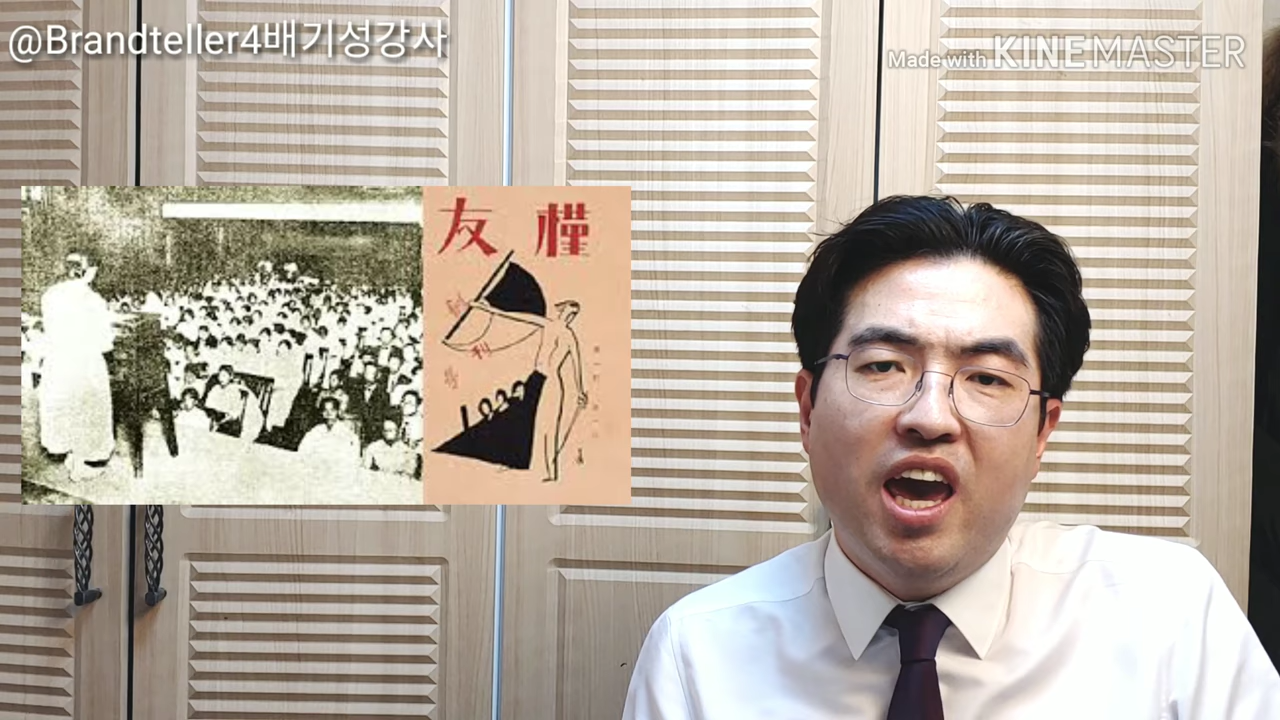 @Brandteller4배기성강사
Made with KINEMASTER
友 槿